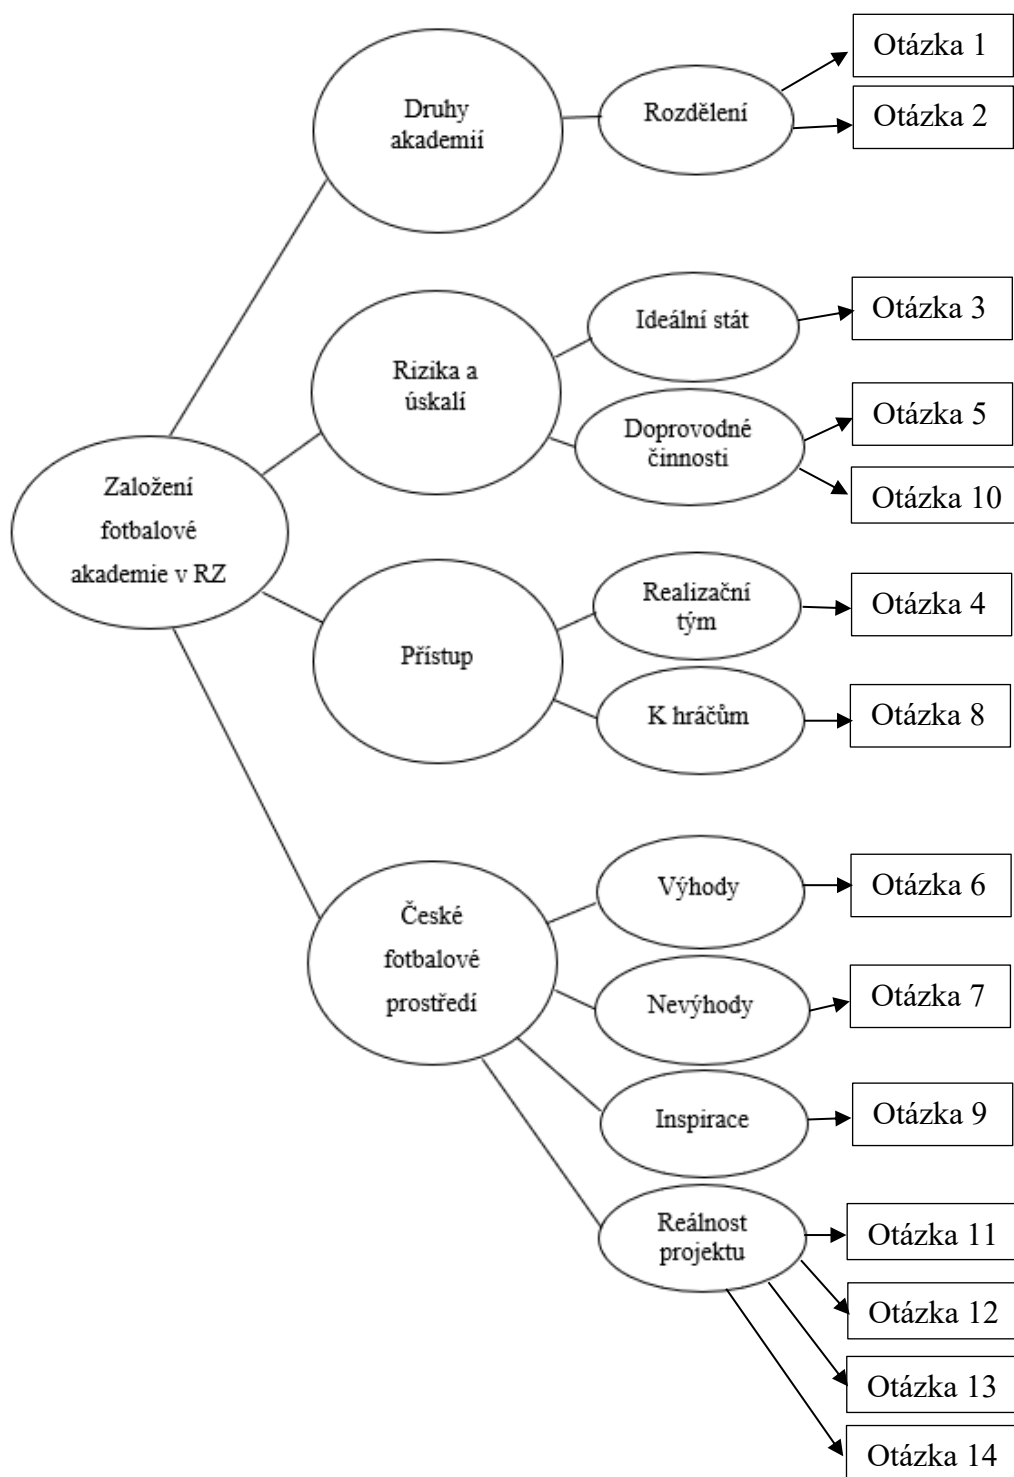 Otázka 1
Druhy
akademií
Rozdělení
Otázka 2
Ideální stát
Otázka 3
Rizika a
úskalí
Doprovodné
činnosti
Otázka 5
Otázka 10
Založení
fotbalové
akademie v RZ
Realizační
tým
Otázka 4
Přístup
K hráčům
Otázka 8
Výhody
Otázka 6
České
fotbalové
prostředí
Nevýhody
Otázka 7
Inspirace
Otázka 9
Reálnost
projektu
Otázka 11
Otázka 12
Otázka 13
Otázka 14